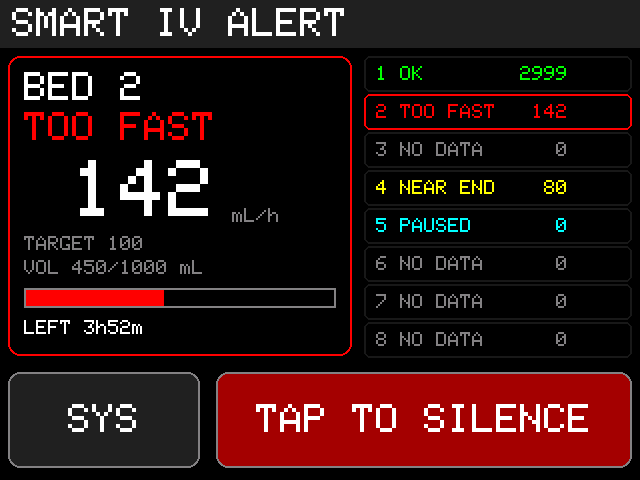 SMART IV ALERT
BED 2
TOO FAST
142 mL/h
TARGET 100
VOL 450/1000 mL
LEFT 3h52m
1 OK 2999
2 TOO FAST 142
3 NO DATA 0
4 NEAR END 80
5 PAUSED 0
6 NO DATA 0
7 NO DATA 0
8 NO DATA 0
SYS
TAP TO SILENCE